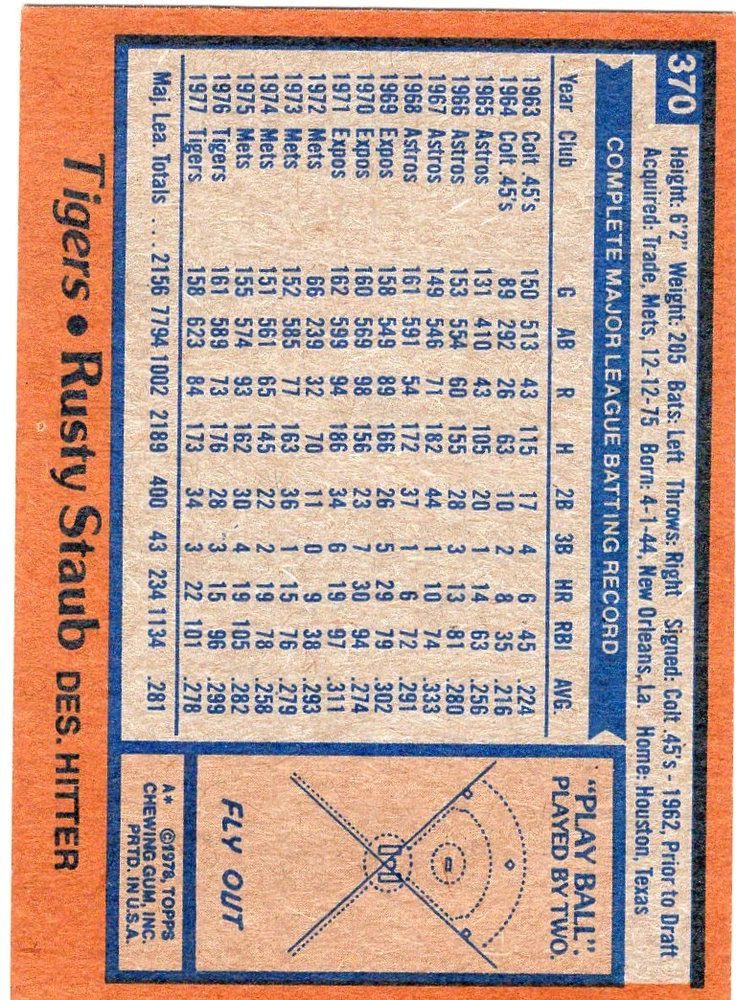 370
Height: 6'2" Weight: 205 Bats: Left Throws: Right Signed: Colt .45's - 1962, Prior to Draft
Acquired: Trade, Mets, 12-12-75 Born: 4-1-44, New Orleans, La. Home: Houston, Texas
COMPLETE MAJOR LEAGUE BATTING RECORD
Year Club G AB R H 2B 3B HR RBI AVG.
1963 Colt .45's 150 513 43 115 17 4 6 45 .224
1964 Colt .45's 89 292 26 63 10 2 8 35 .216
1965 Astros 131 410 43 105 20 1 14 63 .256
1966 Astros 153 554 60 155 28 3 13 81 .280
1967 Astros 149 546 71 182 44 1 10 74 .333
1968 Astros 161 591 54 172 37 1 6 72 .291
1969 Expos 158 549 89 166 26 5 29 79 .302
1970 Expos 160 569 98 156 23 7 30 94 .274
1971 Expos 162 599 94 186 34 6 19 97 .311
1972 Mets 66 239 32 70 11 0 9 38 .293
1973 Mets 152 585 77 163 36 1 15 76 .279
1974 Mets 151 561 65 145 22 2 19 78 .258
1975 Mets 155 574 93 162 30 4 19 105 .282
1976 Tigers 161 589 73 176 28 3 15 96 .299
1977 Tigers 158 623 84 173 34 3 22 101 .278
Maj. Lea. Totals .... 2156 7794 1002 2189 400 43 234 1134 .281
"PLAY BALL":
PLAYED BY TWO.
FLY OUT
A* ©1978, TOPPS
CHEWING GUM, INC.
PRTD. IN U.S.A.
Tigers • Rusty Staub DES. HITTER